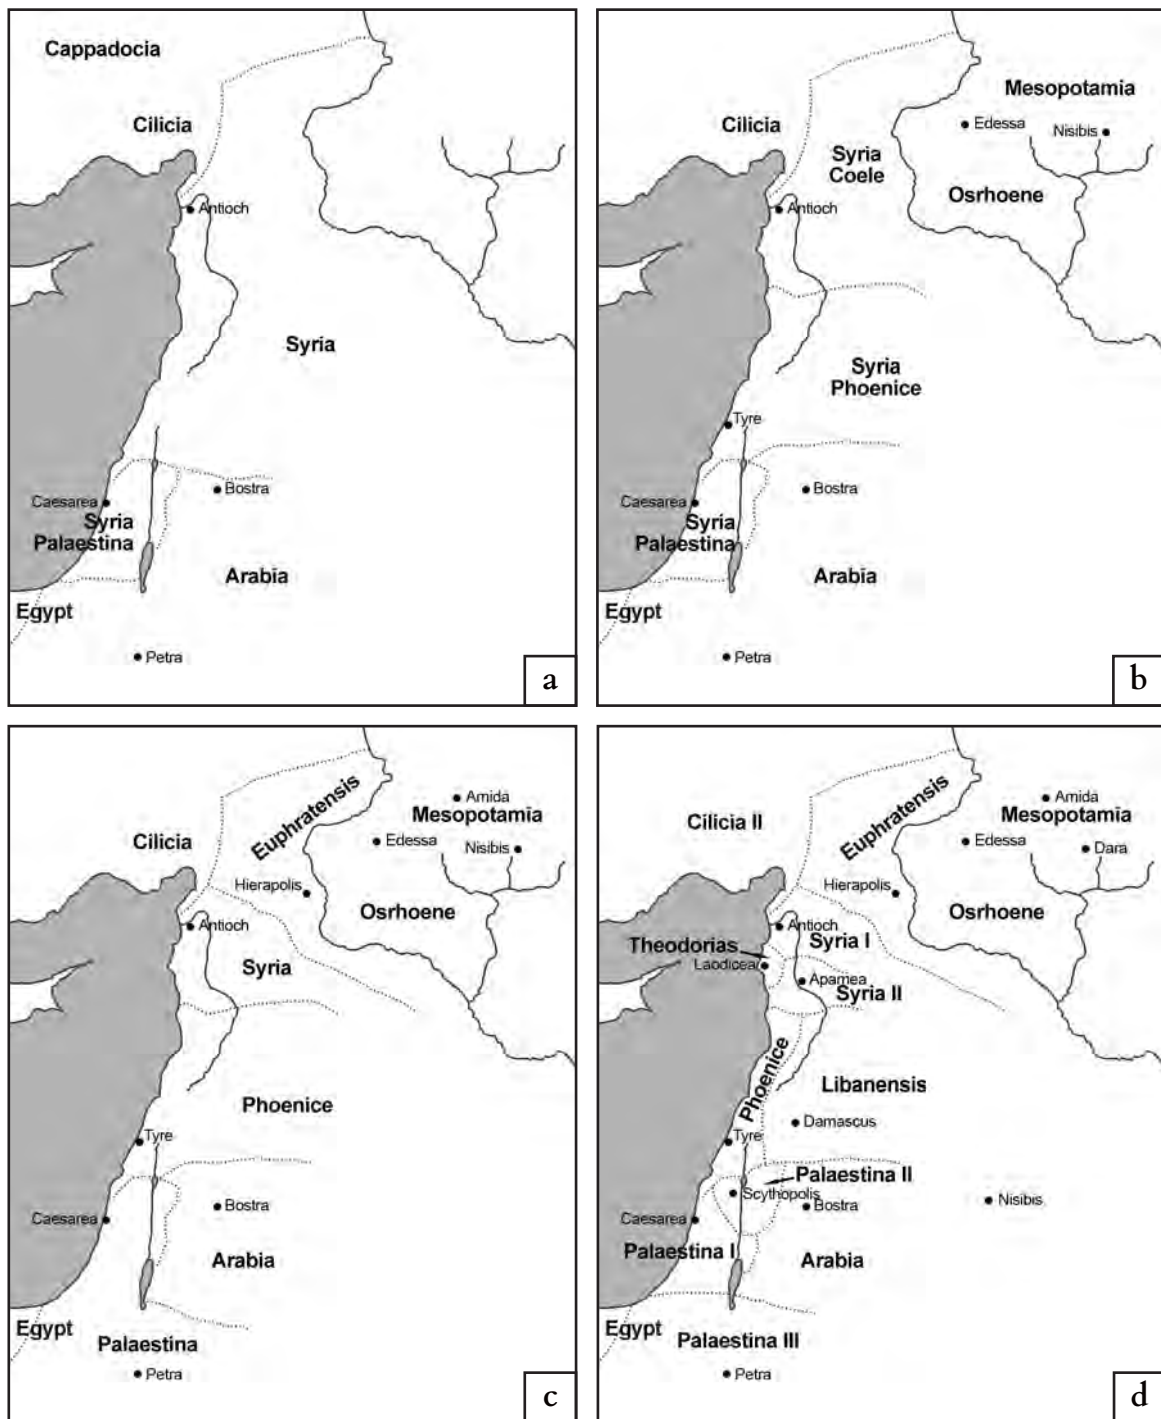 Cappadocia
Cilicia
Antioch
Syria
Caesarea
Bostra
Syria
Palaestina
Arabia
Egypt
Petra
a
Mesopotamia
Cilicia
Edessa
Nisibis
Syria
Coele
Osrhoene
Antioch
Syria
Phoenice
Tyre
Caesarea
Bostra
Syria
Palaestina
Arabia
Egypt
Petra
b
Euphratensis
Amida
Mesopotamia
Cilicia
Edessa
Nisibis
Hierapolis
Osrhoene
Antioch
Syria
Phoenice
Tyre
Bostra
Caesarea
Arabia
Egypt
Palaestina
Petra
c
Euphratensis
Amida
Mesopotamia
Cilicia II
Edessa
Dara
Hierapolis
Osrhoene
Antioch
Syria I
Theodorias
Laodicea
Apamea
Syria II
Phoenice
Libanensis
Damascus
Tyre
Palaestina II
Scythopolis
Nisibis
Bostra
Caesarea
Palaestina I
Arabia
Egypt
Palaestina III
Petra
d